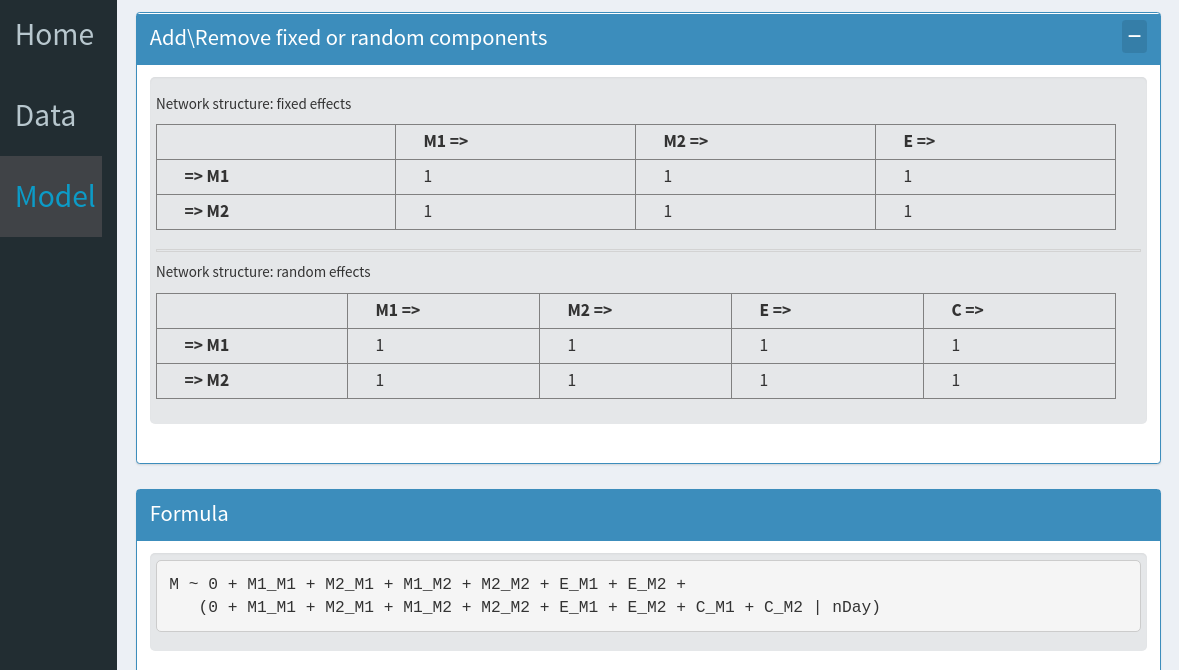 Home
Data
Model
Add\Remove fixed or random components
−
Network structure: fixed effects
M1 => M2 => E =>
=> M1 1 1 1
=> M2 1 1 1
Network structure: random effects
M1 => M2 => E => C =>
=> M1 1 1 1 1
=> M2 1 1 1 1
Formula
M ~ 0 + M1_M1 + M2_M1 + M1_M2 + M2_M2 + E_M1 + E_M2 +
(0 + M1_M1 + M2_M1 + M1_M2 + M2_M2 + E_M1 + E_M2 + C_M1 + C_M2 | nDay)